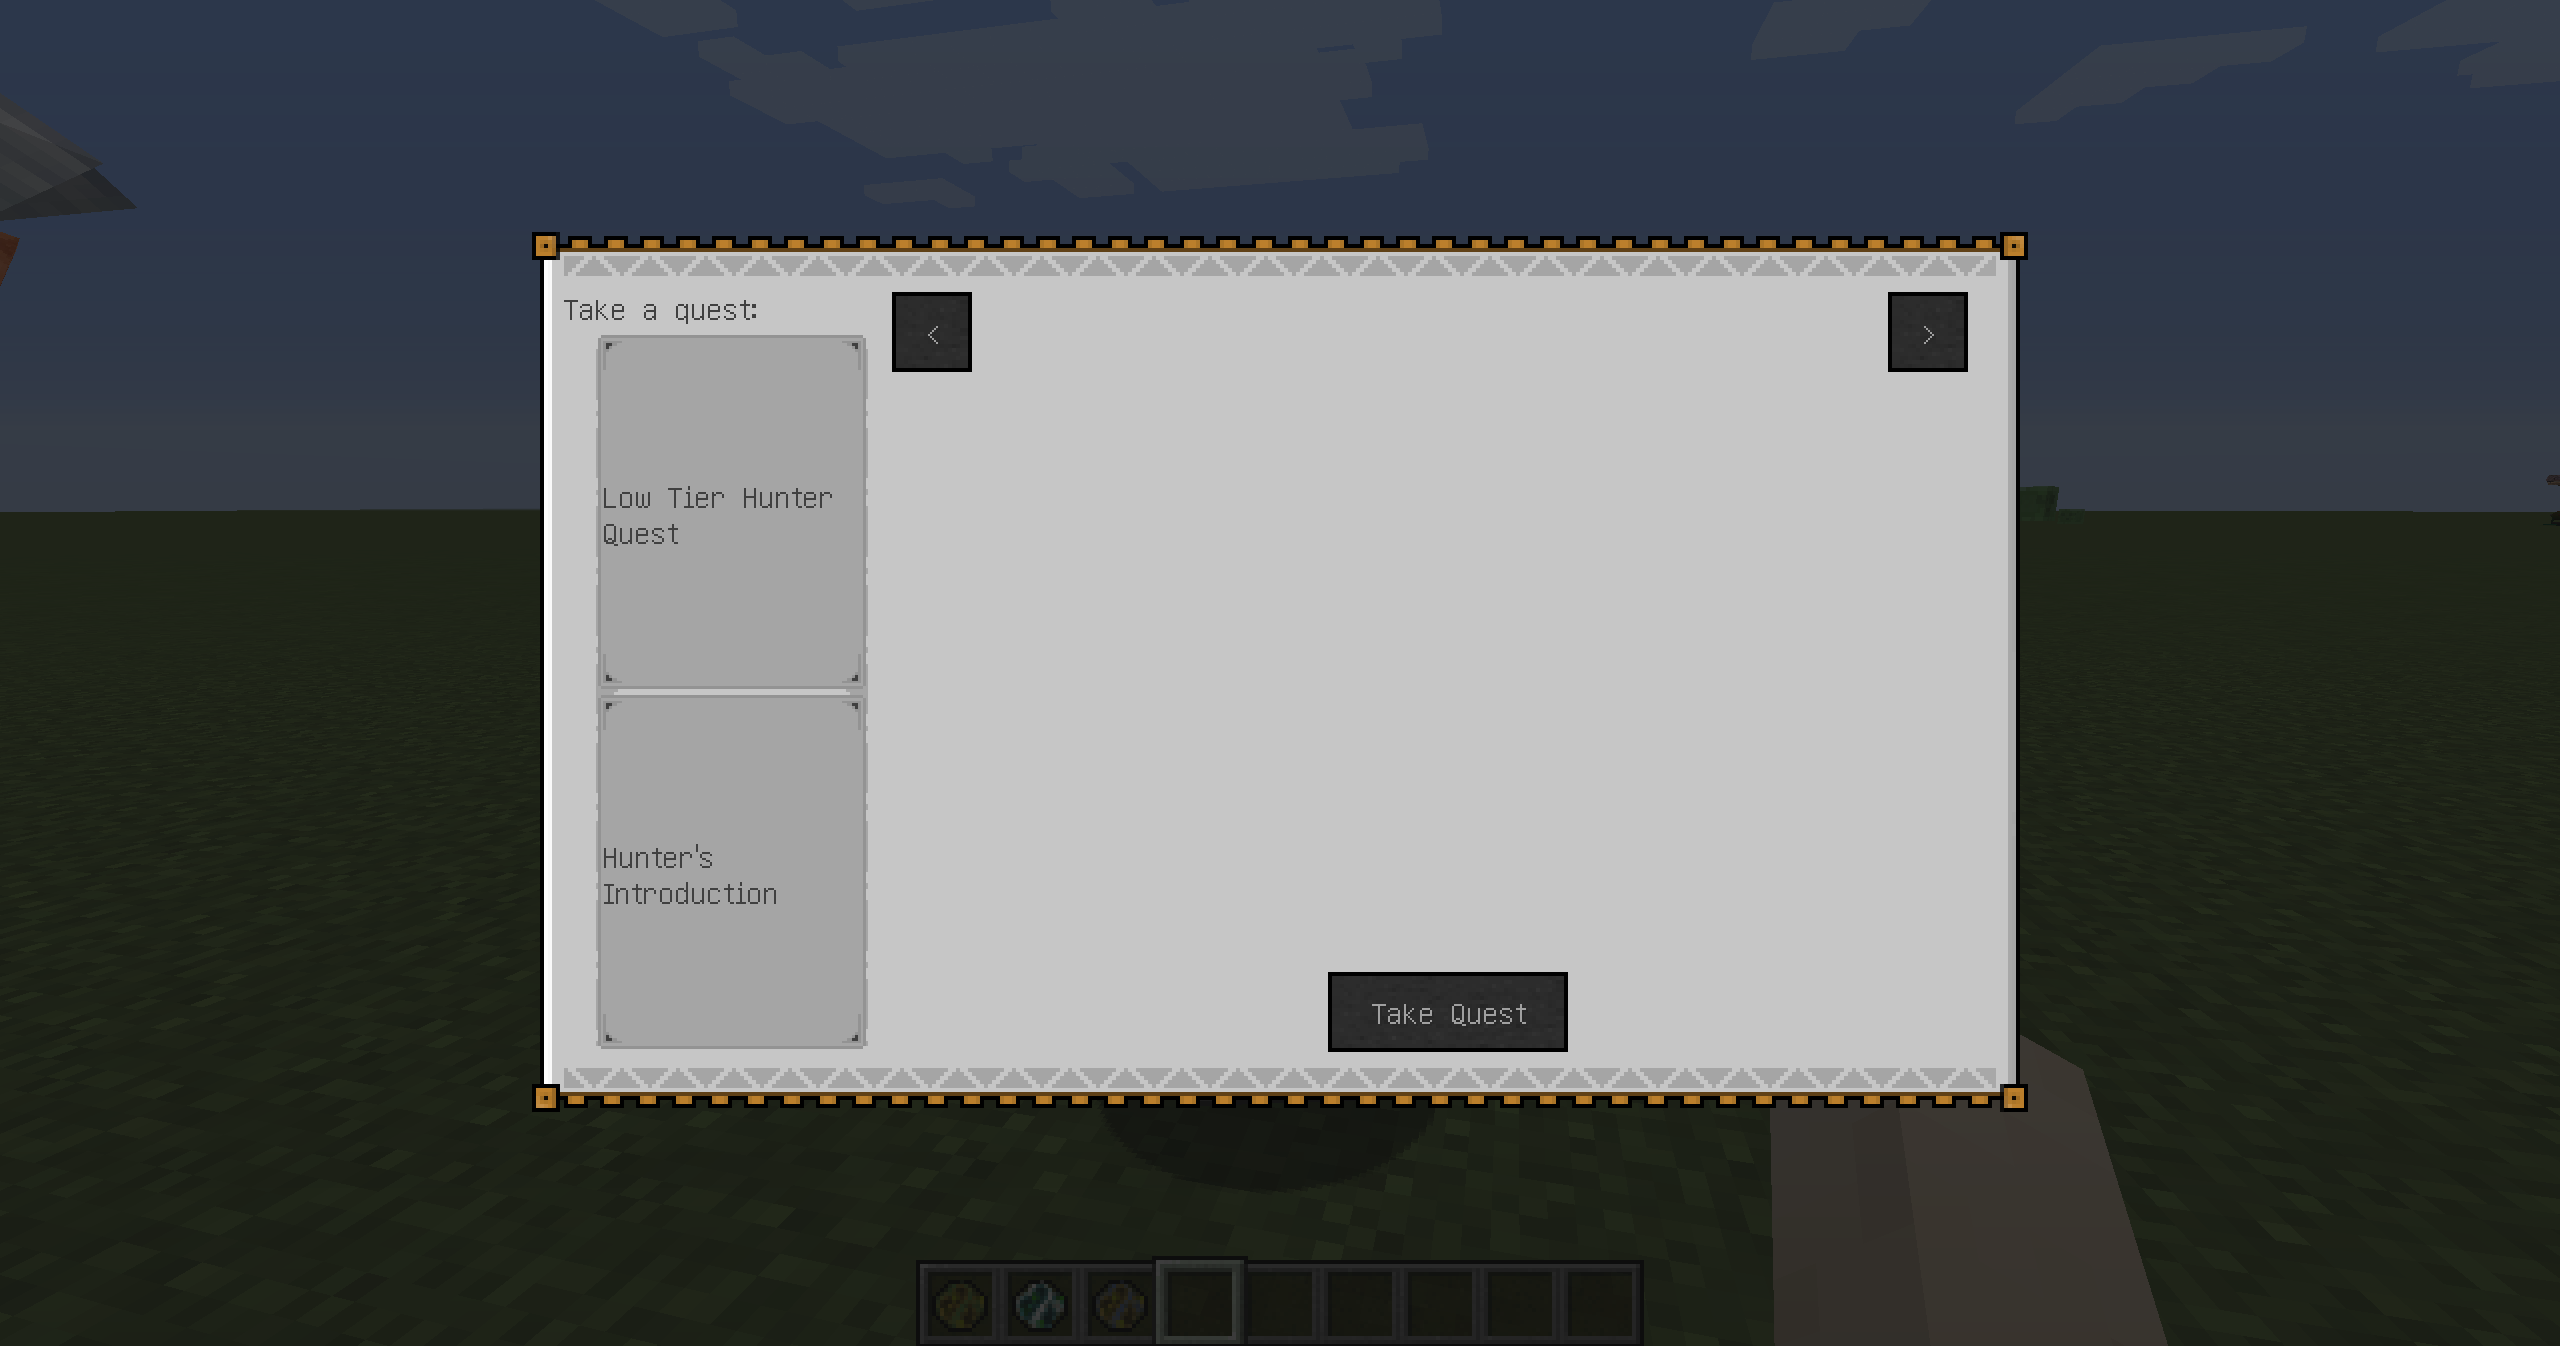 Take a quest:
<
>
Low Tier Hunter
Quest
Hunter's
Introduction
Take Quest